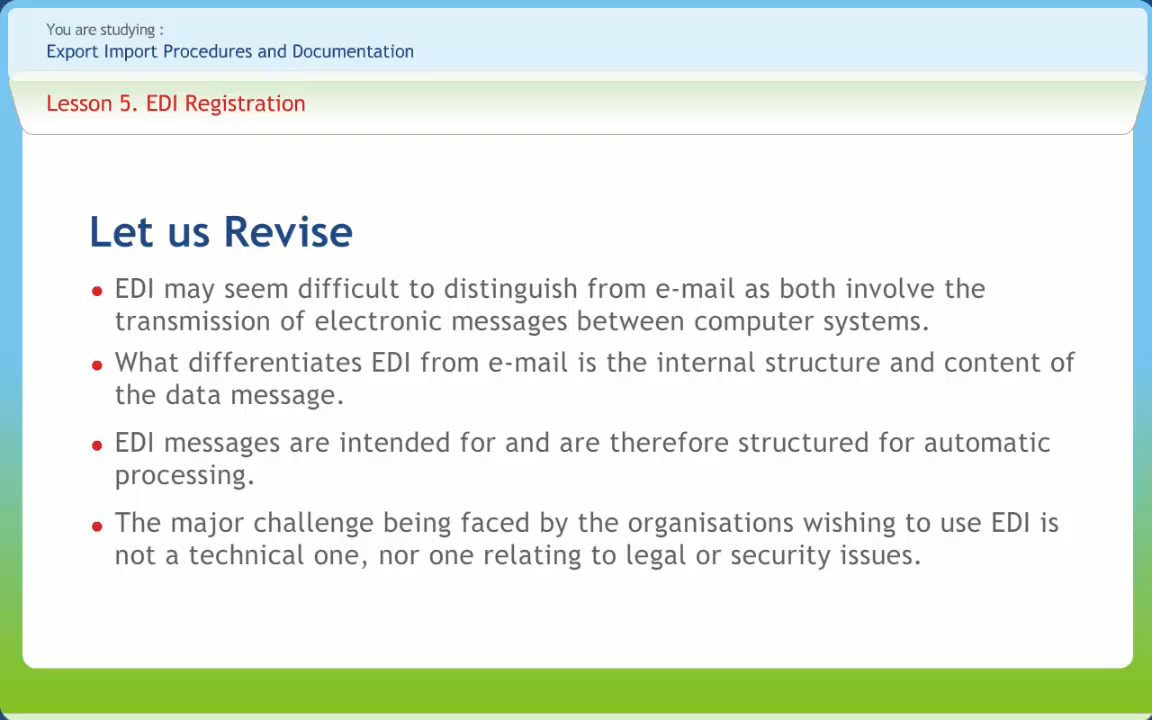 You are studying :
Export Import Procedures and Documentation
Lesson 5. EDI Registration
Let us Revise
• EDI may seem difficult to distinguish from e-mail as both involve the
transmission of electronic messages between computer systems.
• What differentiates EDI from e-mail is the internal structure and content of
the data message.
• EDI messages are intended for and are therefore structured for automatic
processing.
• The major challenge being faced by the organisations wishing to use EDI is
not a technical one, nor one relating to legal or security issues.